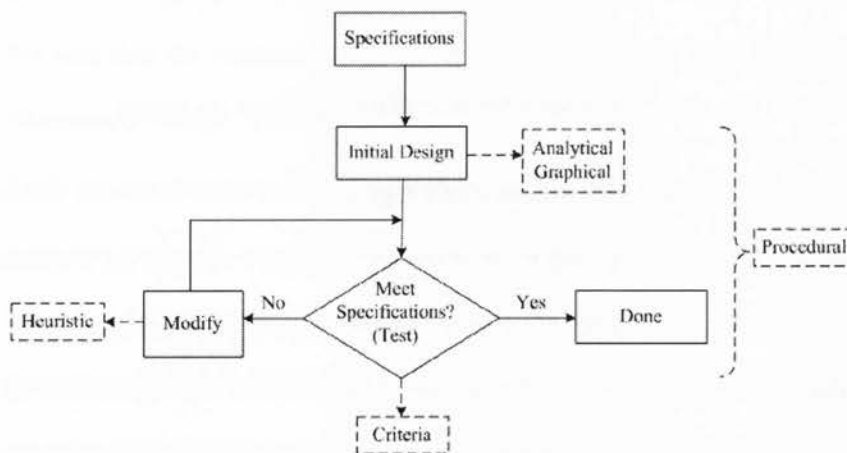 Specifications
Initial Design
Analytical
Graphical
Procedural
Meet
Specifications?
(Test)
No
Yes
Heuristic
Modify
Done
Criteria